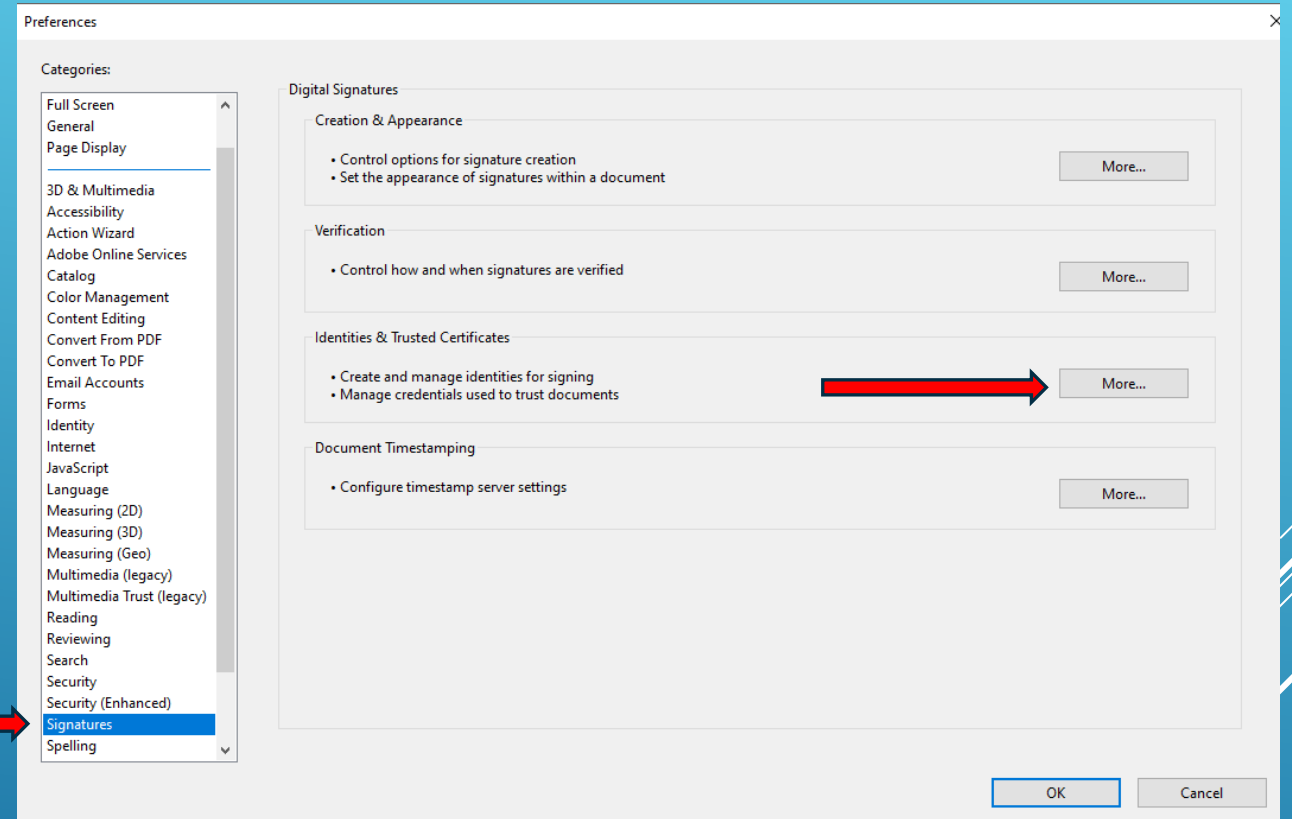 Preferences
Categories:
Full Screen
General
Page Display
3D & Multimedia
Accessibility
Action Wizard
Adobe Online Services
Catalog
Color Management
Content Editing
Convert From PDF
Convert To PDF
Email Accounts
Forms
Identity
Internet
JavaScript
Language
Measuring (2D)
Measuring (3D)
Measuring (Geo)
Multimedia (legacy)
Multimedia Trust (legacy)
Reading
Reviewing
Search
Security
Security (Enhanced)
Signatures
Spelling
Digital Signatures
Creation & Appearance
• Control options for signature creation
• Set the appearance of signatures within a document
More...
Verification
• Control how and when signatures are verified
More...
Identities & Trusted Certificates
• Create and manage identities for signing
• Manage credentials used to trust documents
More...
Document Timestamping
• Configure timestamp server settings
More...
OK
Cancel